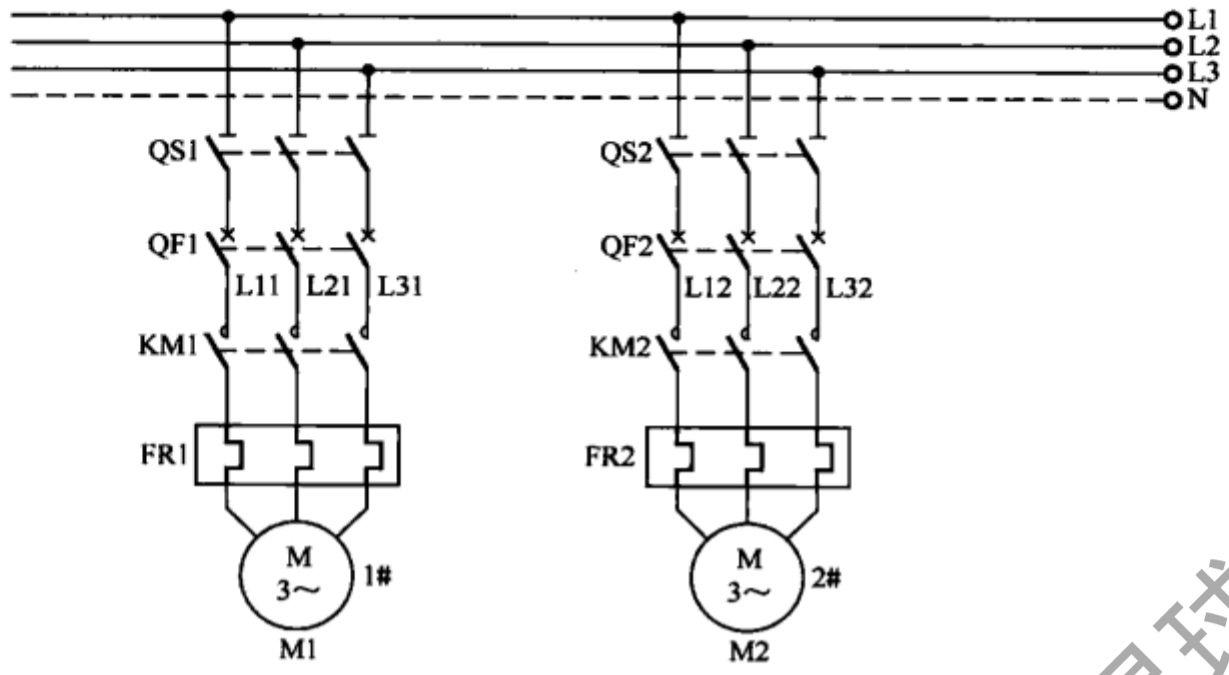 L1
L2
L3
N
QS1 QS2
QF1 QF2
L11 L21 L31 L12 L22 L32
KM1 KM2
FR1 FR2
M M
3～ 1# 3～ 2#
M1 M2